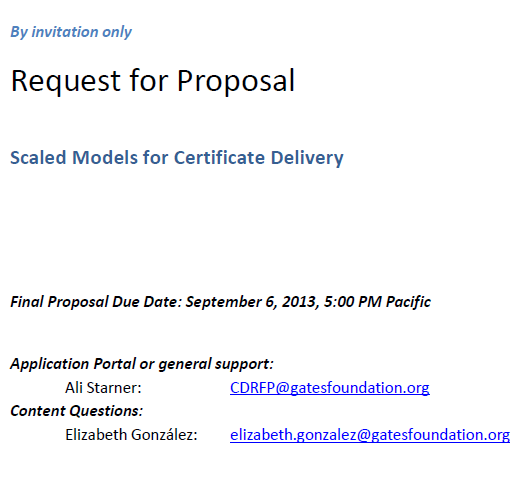 By invitation only
Request for Proposal
Scaled Models for Certificate Delivery
Final Proposal Due Date: September 6, 2013, 5:00 PM Pacific
Application Portal or general support:
Ali Starner: CDRFP@gatesfoundation.org
Content Questions:
Elizabeth González: elizabeth.gonzalez@gatesfoundation.org